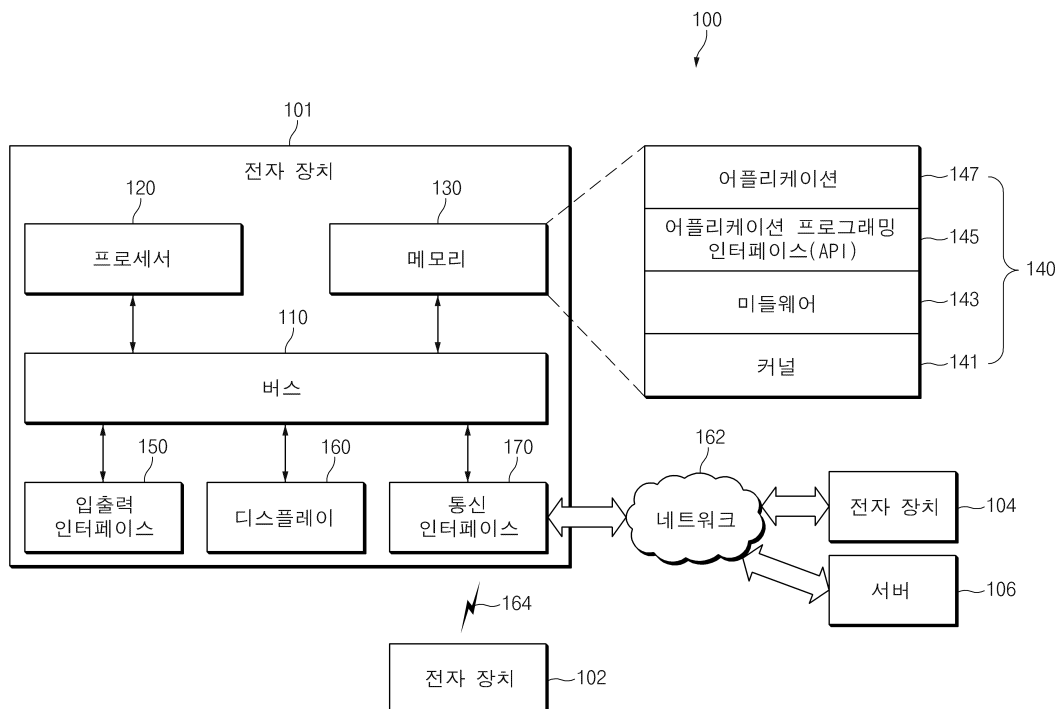 100
101
전자 장치
120
130
프로세서
메모리
110
버스
150
160
170
입출력
인터페이스
디스플레이
통신
인터페이스
어플리케이션
147
어플리케이션 프로그래밍
인터페이스(API)
145
미들웨어
143
커널
141
140
162
네트워크
전자 장치
104
서버
106
164
전자 장치
102